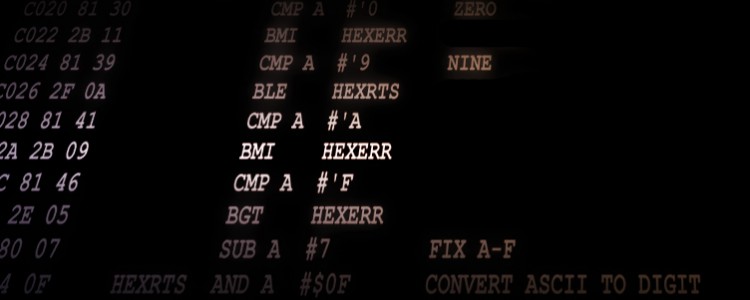 C020 81 30 CMP A #'0 ZERO
C022 2B 11 BMI HEXERR
C024 81 39 CMP A #'9 NINE
C026 2F 0A BLE HEXRTS
028 81 41 CMP A #'A
2A 2B 09 BMI HEXERR
C 81 46 CMP A #'F
2E 05 BGT HEXERR
80 07 SUB A #7 FIX A-F
4 0F HEXRTS AND A #$0F CONVERT ASCII TO DIGIT